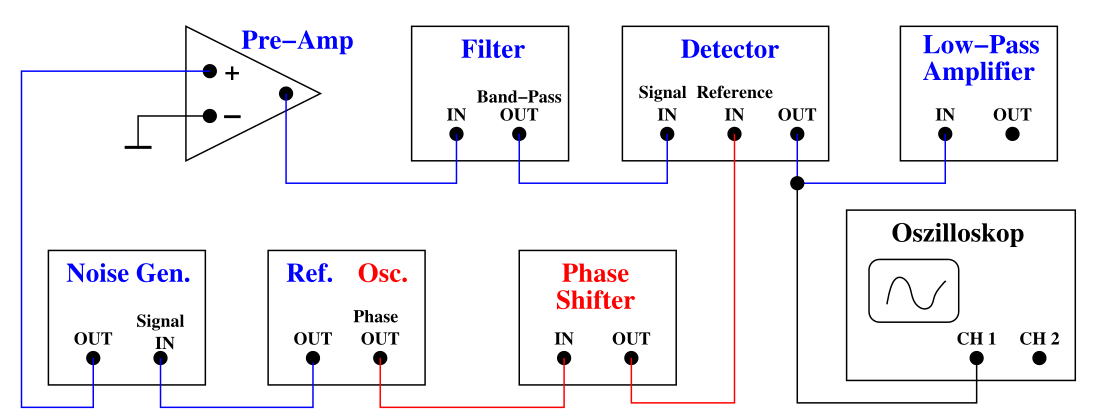 Pre–Amp
+
–
Filter
Band–Pass
IN OUT
Detector
Signal Reference
IN IN OUT
Low–Pass
Amplifier
IN OUT
Noise Gen.
Signal
OUT IN
Ref. Osc.
Phase
OUT OUT
Phase
Shifter
IN OUT
Oszilloskop
CH 1 CH 2